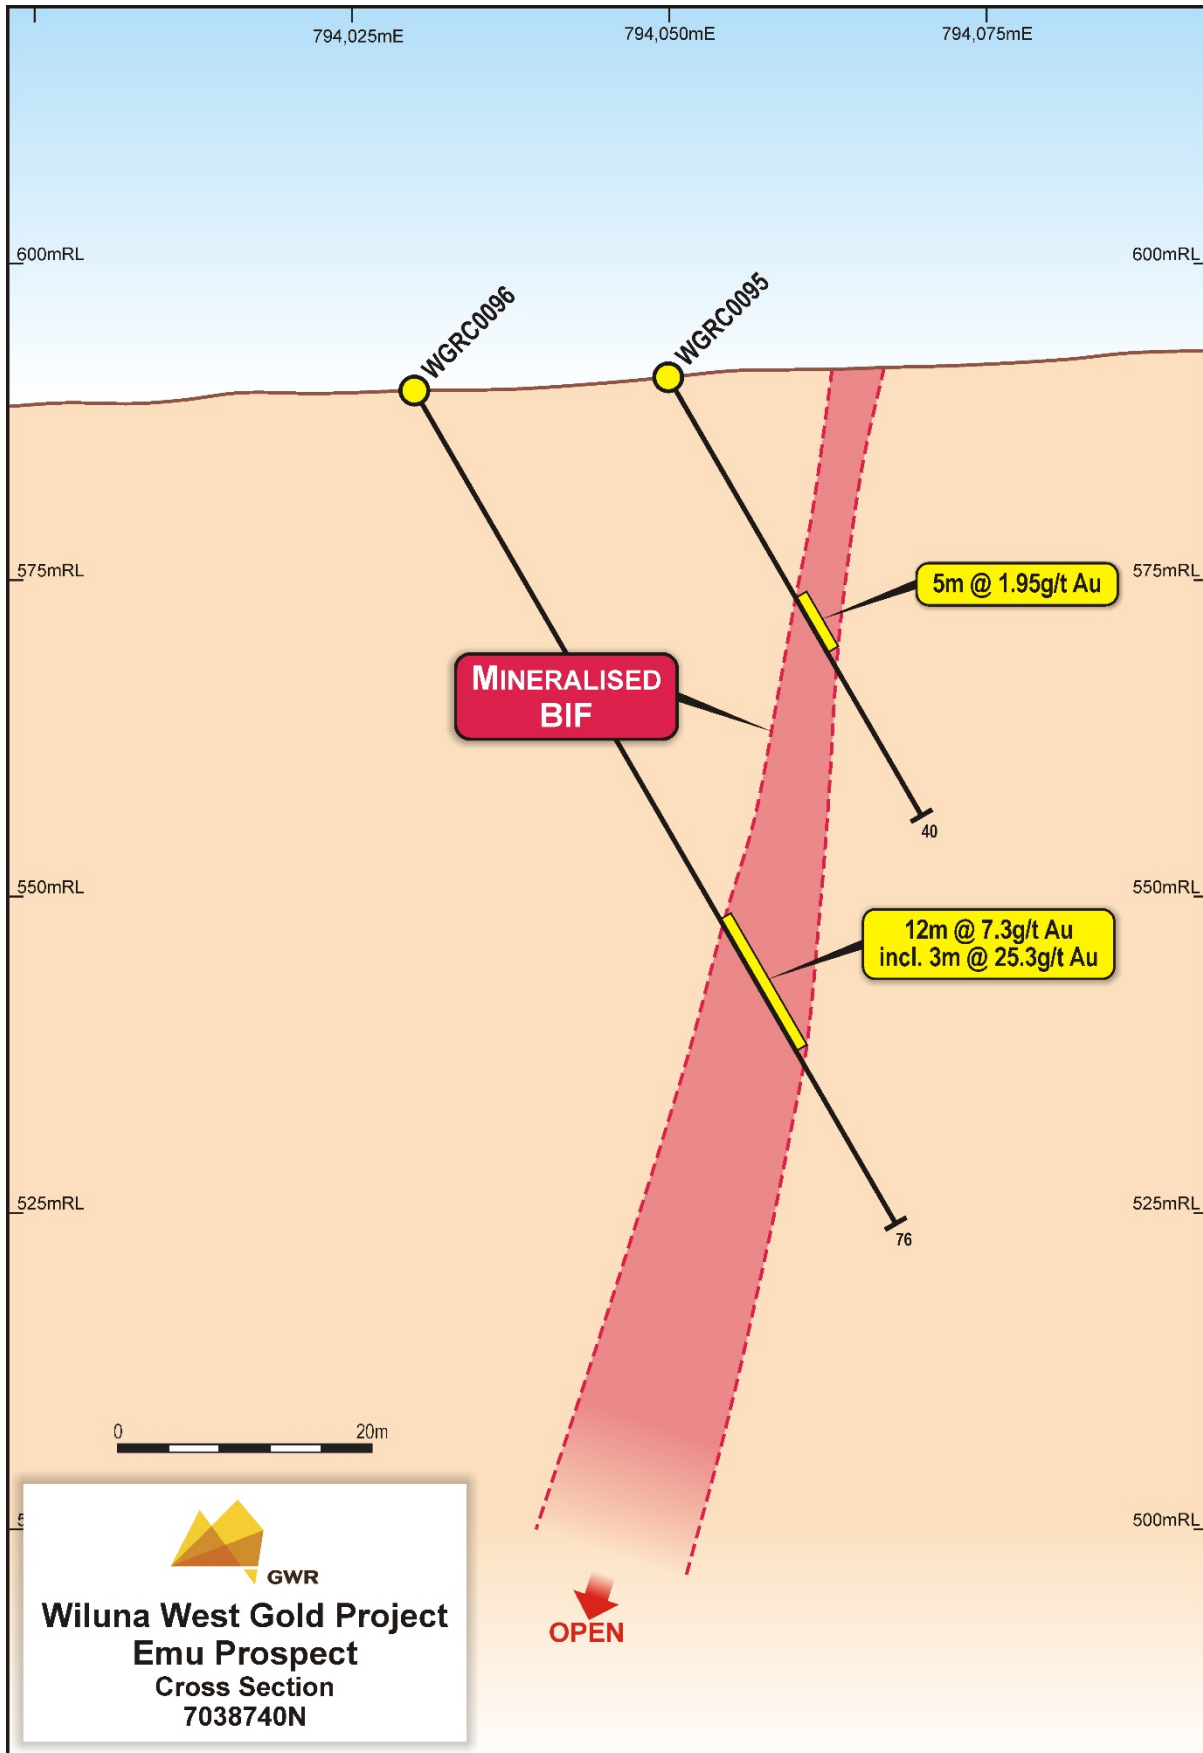 794,025mE
794,050mE
794,075mE
600mRL
600mRL
WGRC0096
WGRC0095
575mRL
575mRL
5m @ 1.95g/t Au
MINERALISED
BIF
40
550mRL
550mRL
12m @ 7.3g/t Au
incl. 3m @ 25.3g/t Au
525mRL
525mRL
76
0
20m
500mRL
GWR
Wiluna West Gold Project
Emu Prospect
Cross Section
7038740N
OPEN